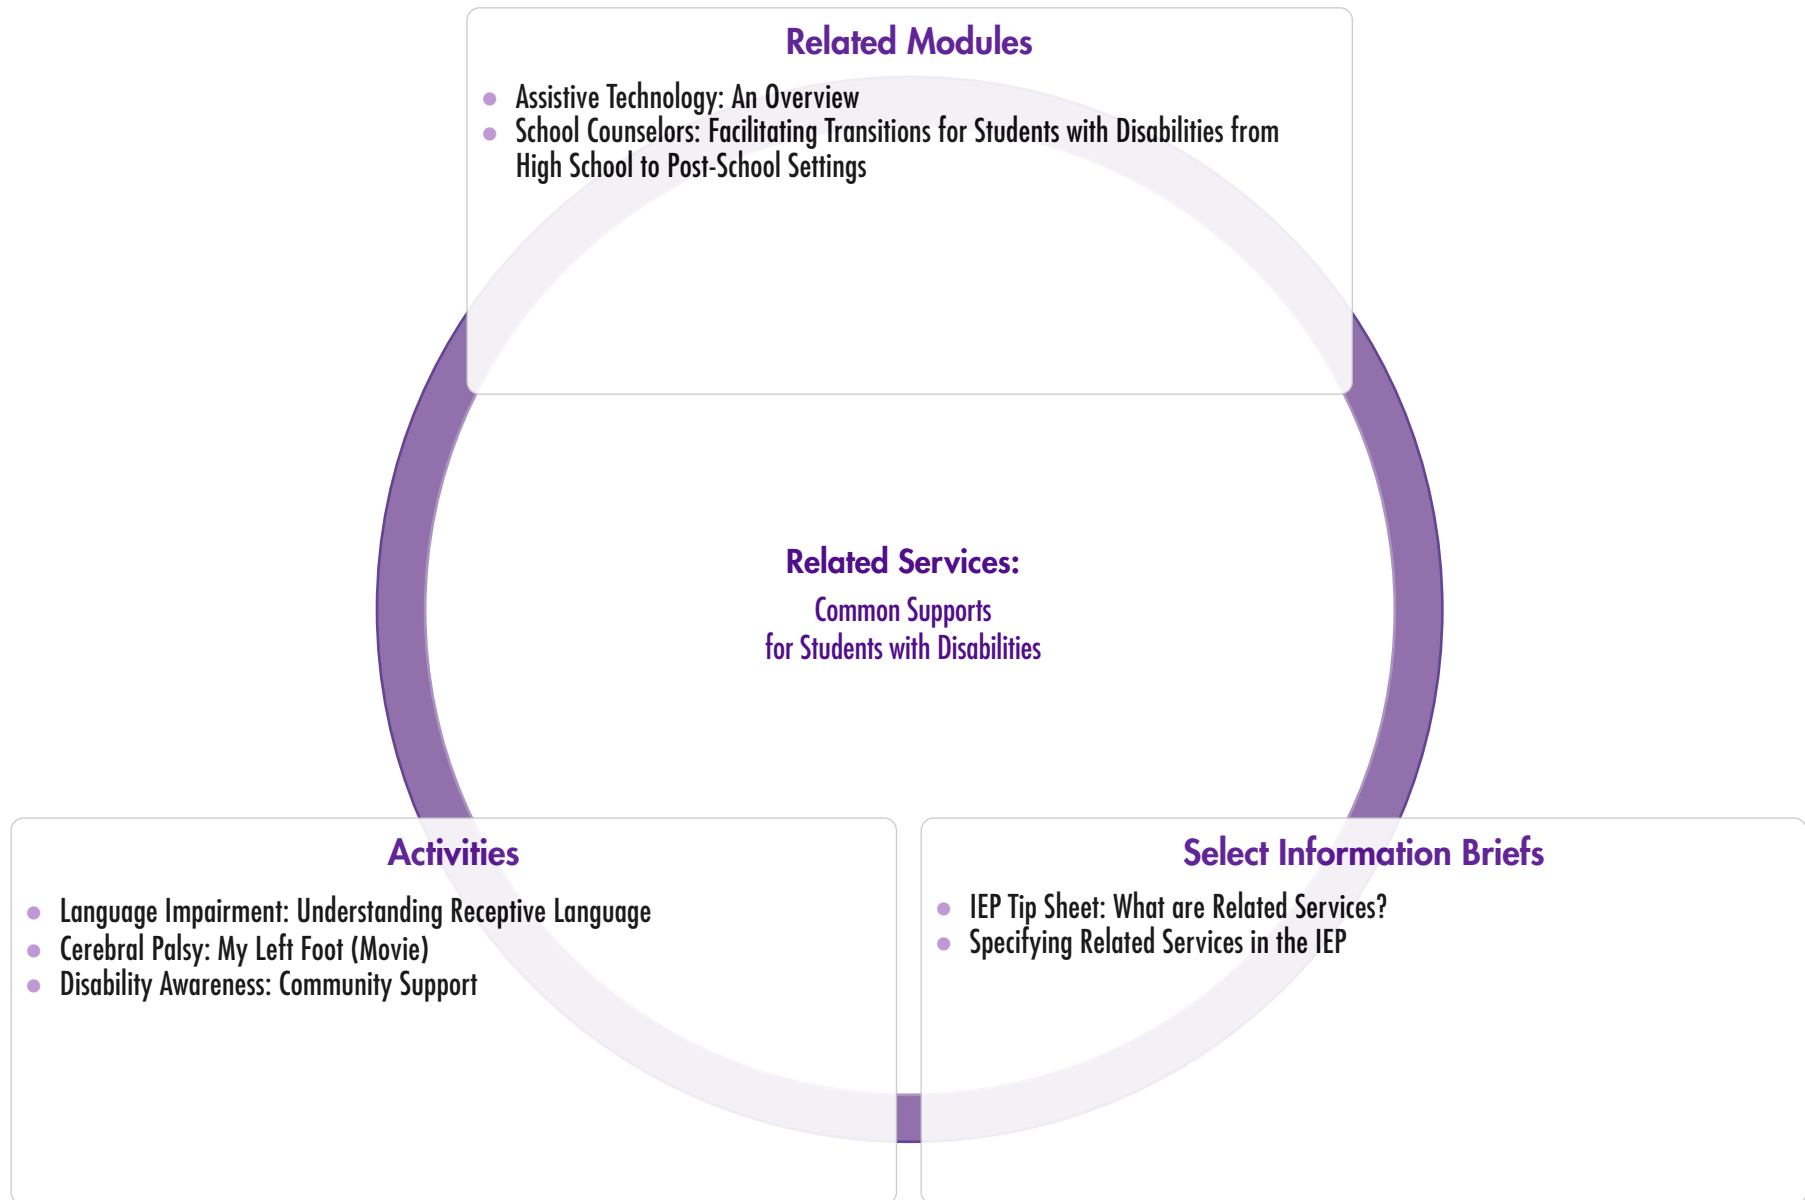 Related Modules
Assistive Technology: An Overview
School Counselors: Facilitating Transitions for Students with Disabilities from
High School to Post-School Settings
Related Services:
Common Supports
for Students with Disabilities
Activities
Language Impairment: Understanding Receptive Language
Cerebral Palsy: My Left Foot (Movie)
Disability Awareness: Community Support
Select Information Briefs
IEP Tip Sheet: What are Related Services?
Specifying Related Services in the IEP